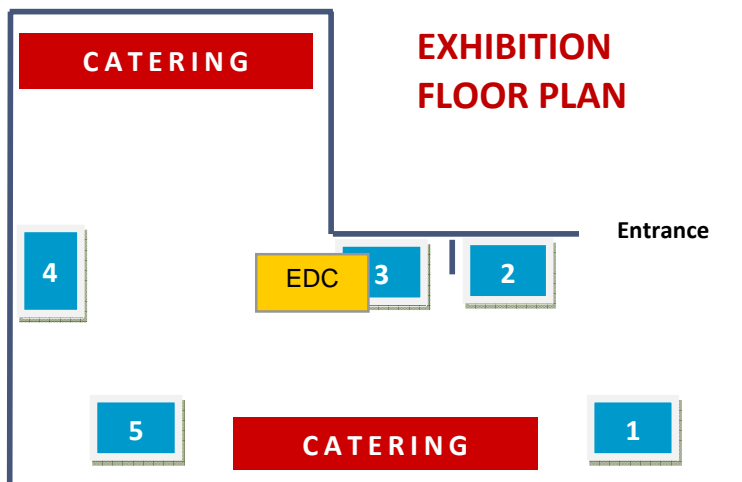 CATERING
EXHIBITION
FLOOR PLAN
Entrance
4
EDC
3
2
5
CATERING
1